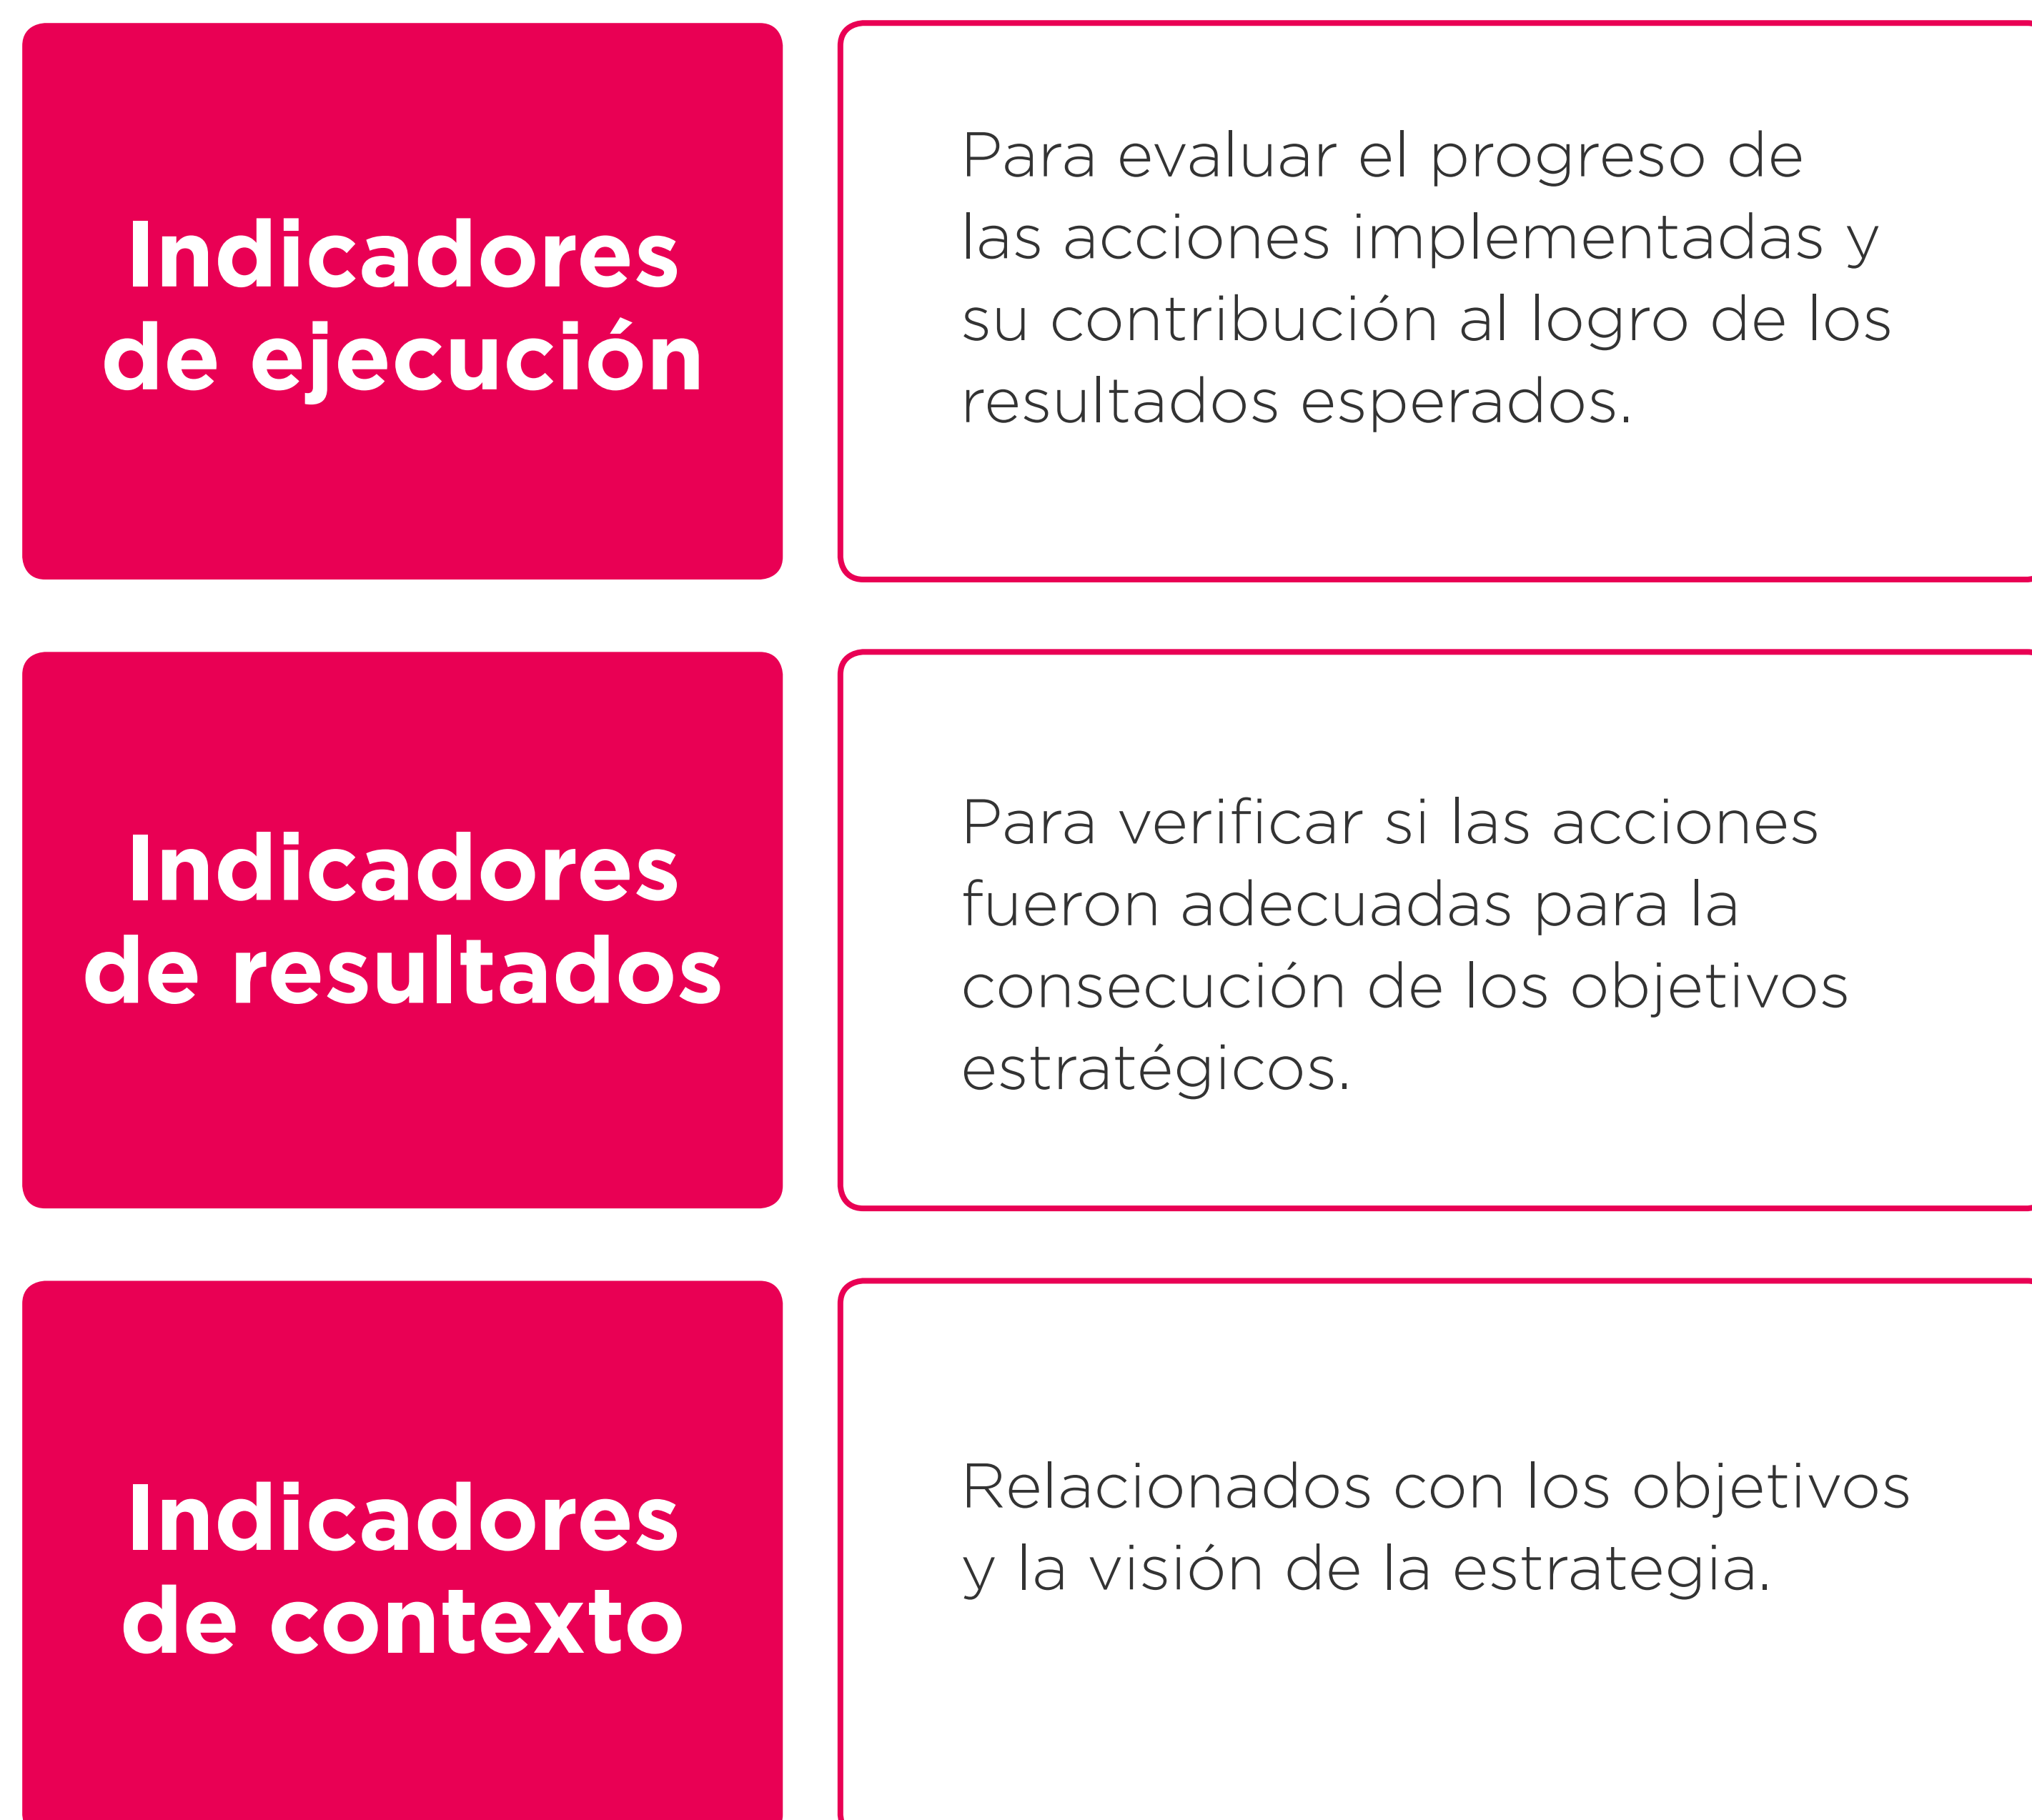 Indicadores
de ejecución
Para evaluar el progreso de
las acciones implementadas y
su contribución al logro de los
resultados esperados.
Indicadores
de resultados
Para verificar si las acciones
fueron adecuadas para la
consecución de los objetivos
estratégicos.
Indicadores
de contexto
Relacionados con los objetivos
y la visión de la estrategia.